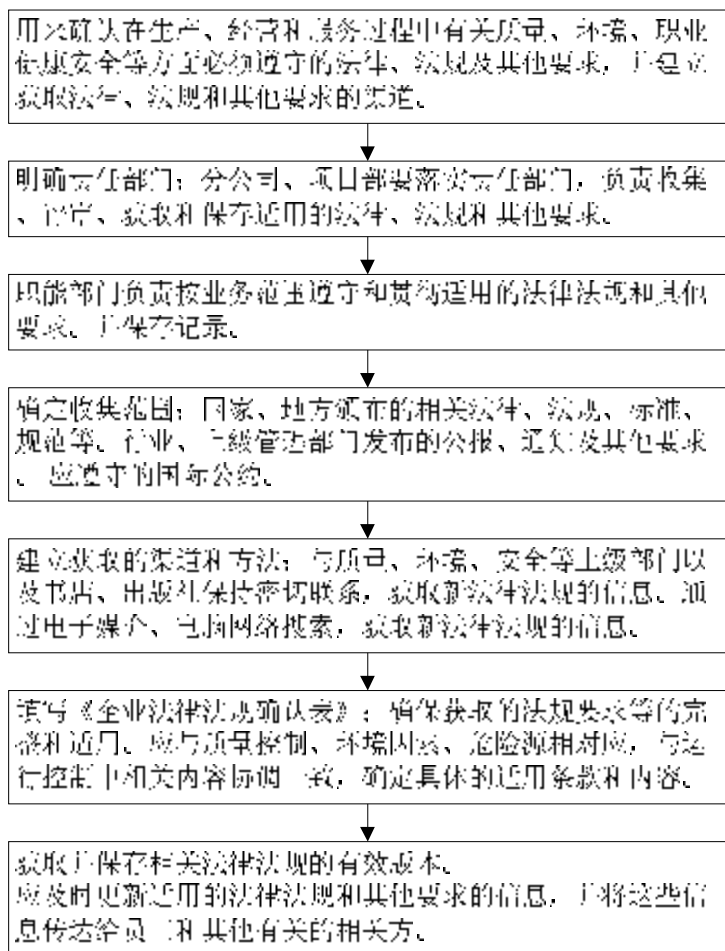 用来确认在生产、经营和服务过程中有关质量、环境、职业
健康安全等方面必须遵守的法律、法规及其他要求，并建立
获取法律、法规和其他要求的渠道。
明确责任部门：分公司、项目部要落实责任部门，负责收集
、评审、获取和保存适用的法律、法规和其他要求。
职能部门负责按业务范围遵守和贯彻适用的法律法规和其他
要求。并保存记录。
确定收集范围：国家、地方颁布的相关法律、法规、标准、
规范等。行业、上级管理部门发布的公报、通知及其他要求
。应遵守的国际公约。
建立获取的渠道和方法：与质量、环境、安全等上级部门以
及书店、出版社保持密切联系，获取新法律法规的信息。通
过电子媒介、电脑网络搜索，获取新法律法规的信息。
填写《企业法律法规确认表》：确保获取的法规要求等的完
整和适用。应与质量控制、环境因素、危险源相对应，与运
行控制中相关内容协调一致，确定具体的适用条款和内容。
获取并保存相关法律法规的有效版本。
应及时更新适用的法律法规和其他要求的信息，并将这些信
息传达给员工和其他有关的相关方。